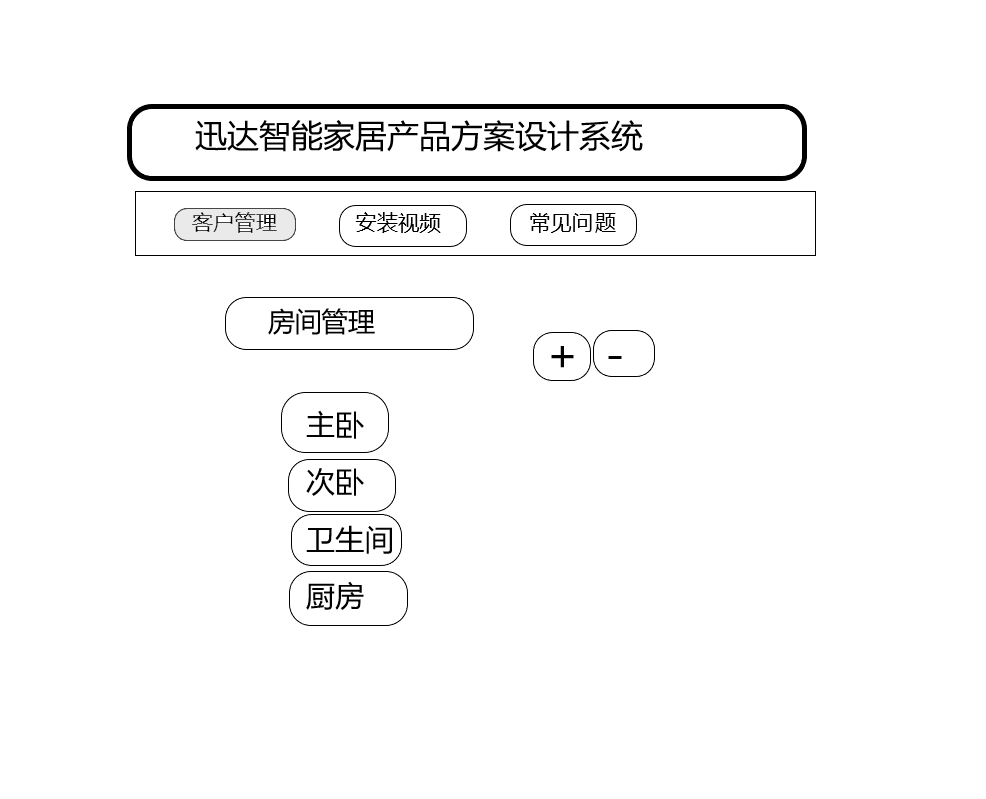 迅达智能家居产品方案设计系统
客户管理 安装视频 常见问题
房间管理
+ -
主卧
次卧
卫生间
厨房